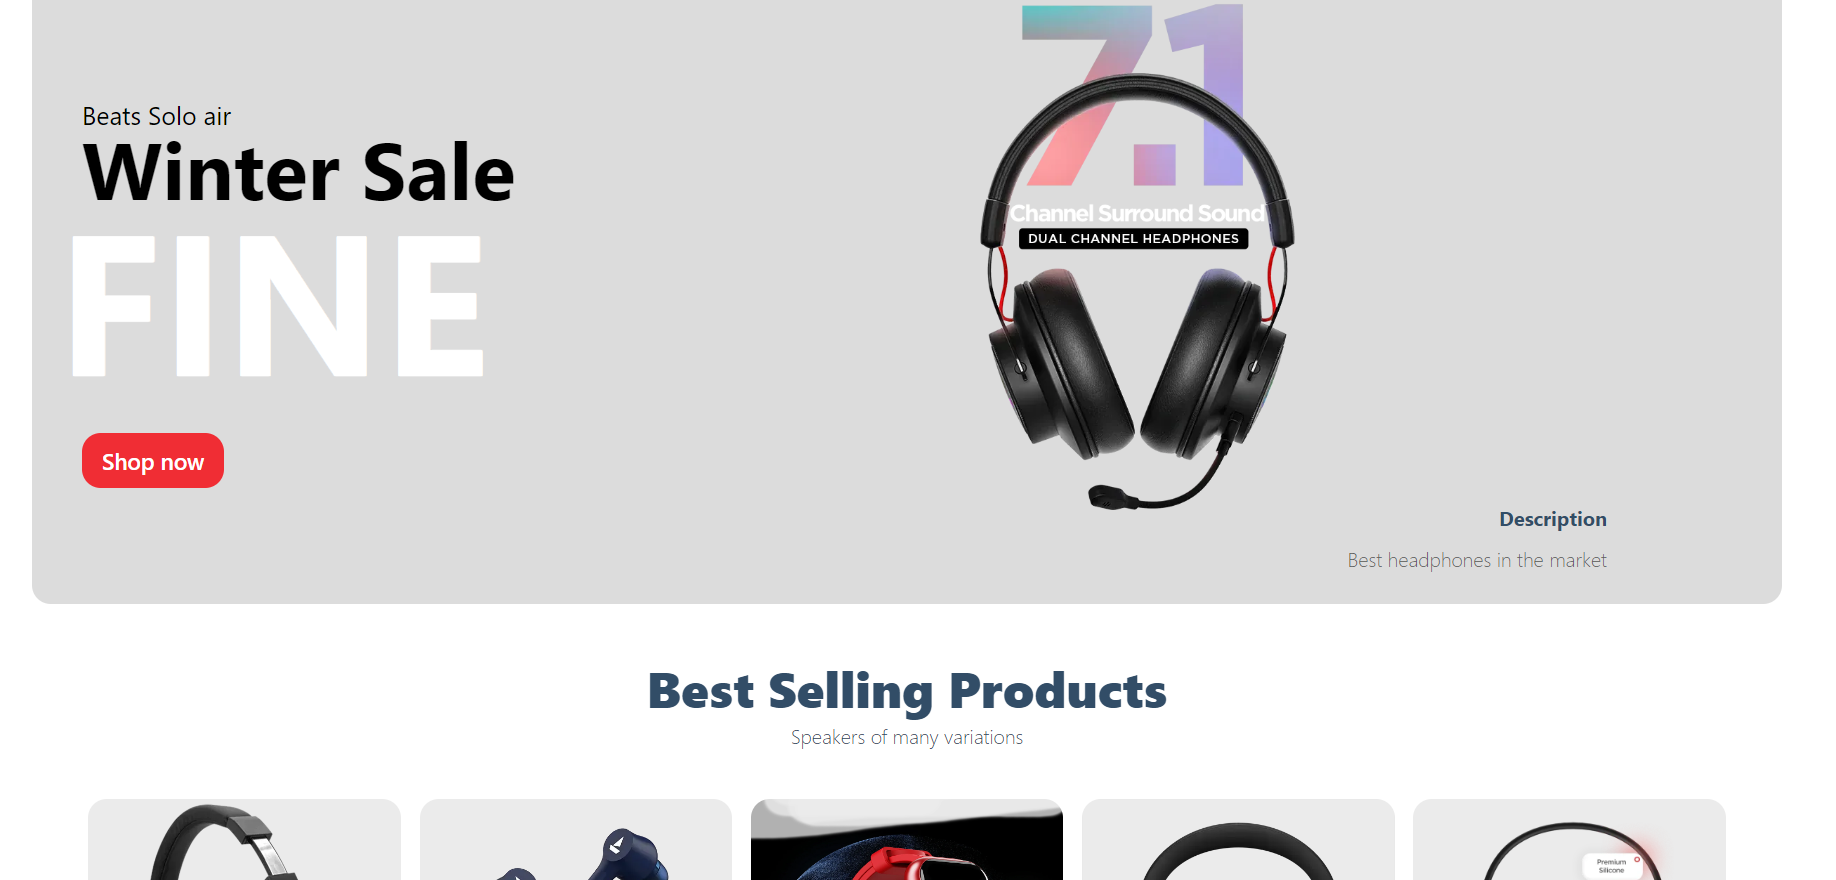 7.1
Beats Solo air
Winter Sale
Channel Surround Sound
DUAL CHANNEL HEADPHONES
FINE
Shop now
Description
Best headphones in the market
Best Selling Products
Speakers of many variations
Premium
Silicone